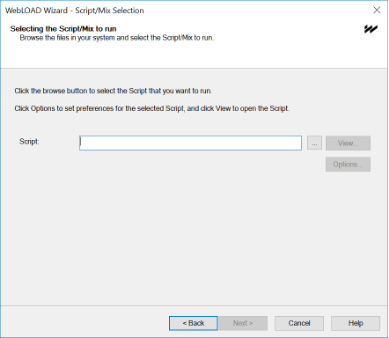 WebLOAD Wizard - Script/Mix Selection
Selecting the Script/Mix to run
Browse the files in your system and select the Script/Mix to run.
Click the browse button to select the Script that you want to run.
Click Options to set preferences for the selected Script, and click View to open the Script.
Script:
...
View...
Options...
< Back
Next >
Cancel
Help